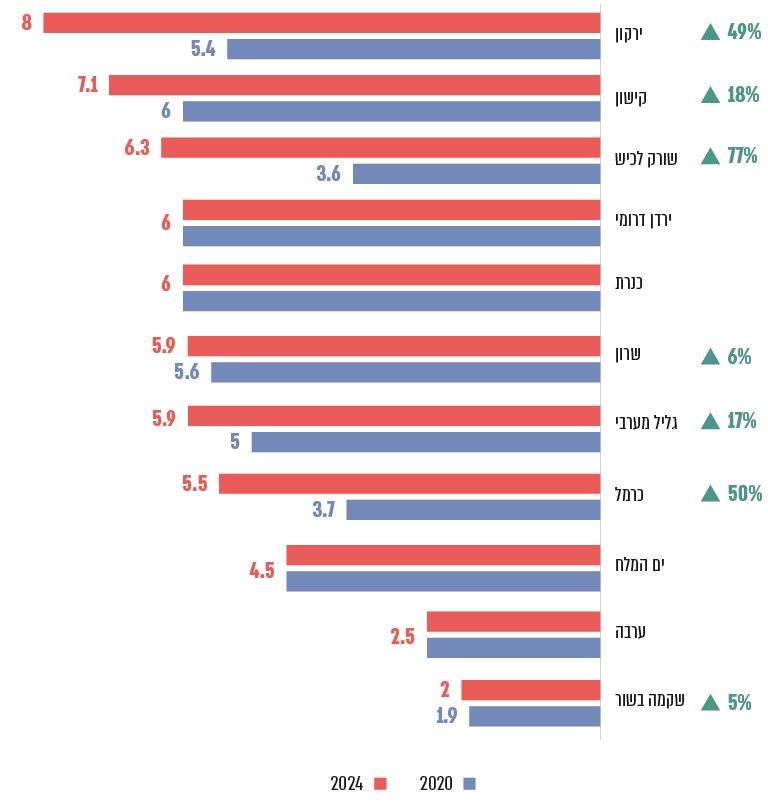 ירקון 49%
8
5.4
קישון 18%
7.1
6
שורק לכיש 77%
6.3
3.6
ירדן דרומי
6
כנרת
6
שרון 6%
5.9
5.6
גליל מערבי 17%
5.9
5
כרמל 50%
5.5
3.7
ים המלח
4.5
ערבה
2.5
שקמה בשור 5%
2
1.9
2020 2024